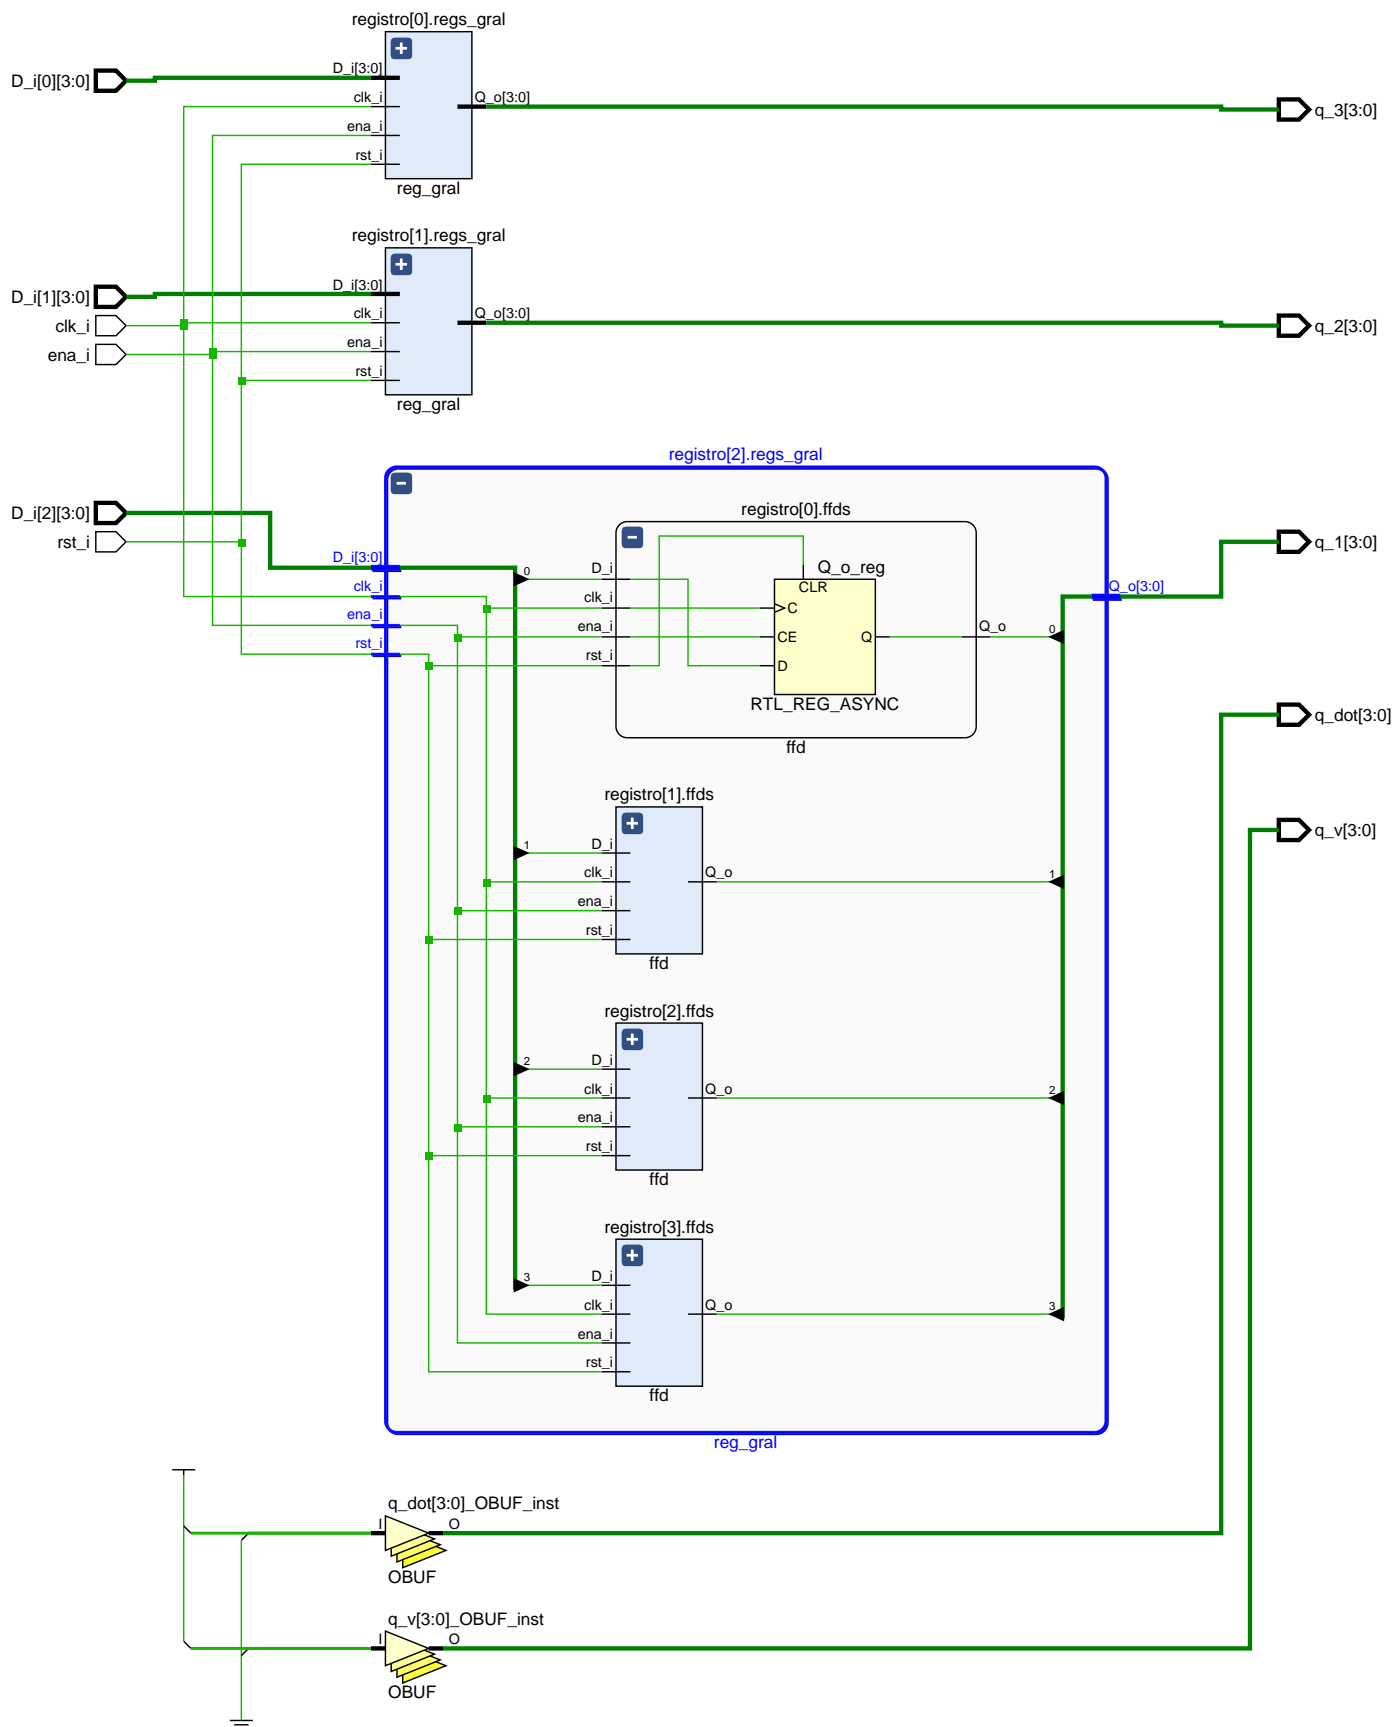 registro[0].regs_gral
D_i[0][3:0]
D_i[3:0]
clk_i
ena_i
rst_i
Q_o[3:0]
q_3[3:0]
reg_gral
registro[1].regs_gral
D_i[1][3:0]
clk_i
ena_i
D_i[3:0]
clk_i
ena_i
rst_i
Q_o[3:0]
q_2[3:0]
reg_gral
registro[2].regs_gral
D_i[2][3:0]
rst_i
D_i[3:0]
clk_i
ena_i
rst_i
registro[0].ffds
0
D_i
clk_i
ena_i
rst_i
Q_o_reg
CLR
C
CE
D
Q
RTL_REG_ASYNC
Q_o
0
ffd
Q_o[3:0]
q_1[3:0]
q_dot[3:0]
q_v[3:0]
registro[1].ffds
1
D_i
clk_i
ena_i
rst_i
Q_o
1
ffd
registro[2].ffds
2
D_i
clk_i
ena_i
rst_i
Q_o
2
ffd
registro[3].ffds
3
D_i
clk_i
ena_i
rst_i
Q_o
3
ffd
reg_gral
q_dot[3:0]_OBUF_inst
I
O
OBUF
q_v[3:0]_OBUF_inst
I
O
OBUF